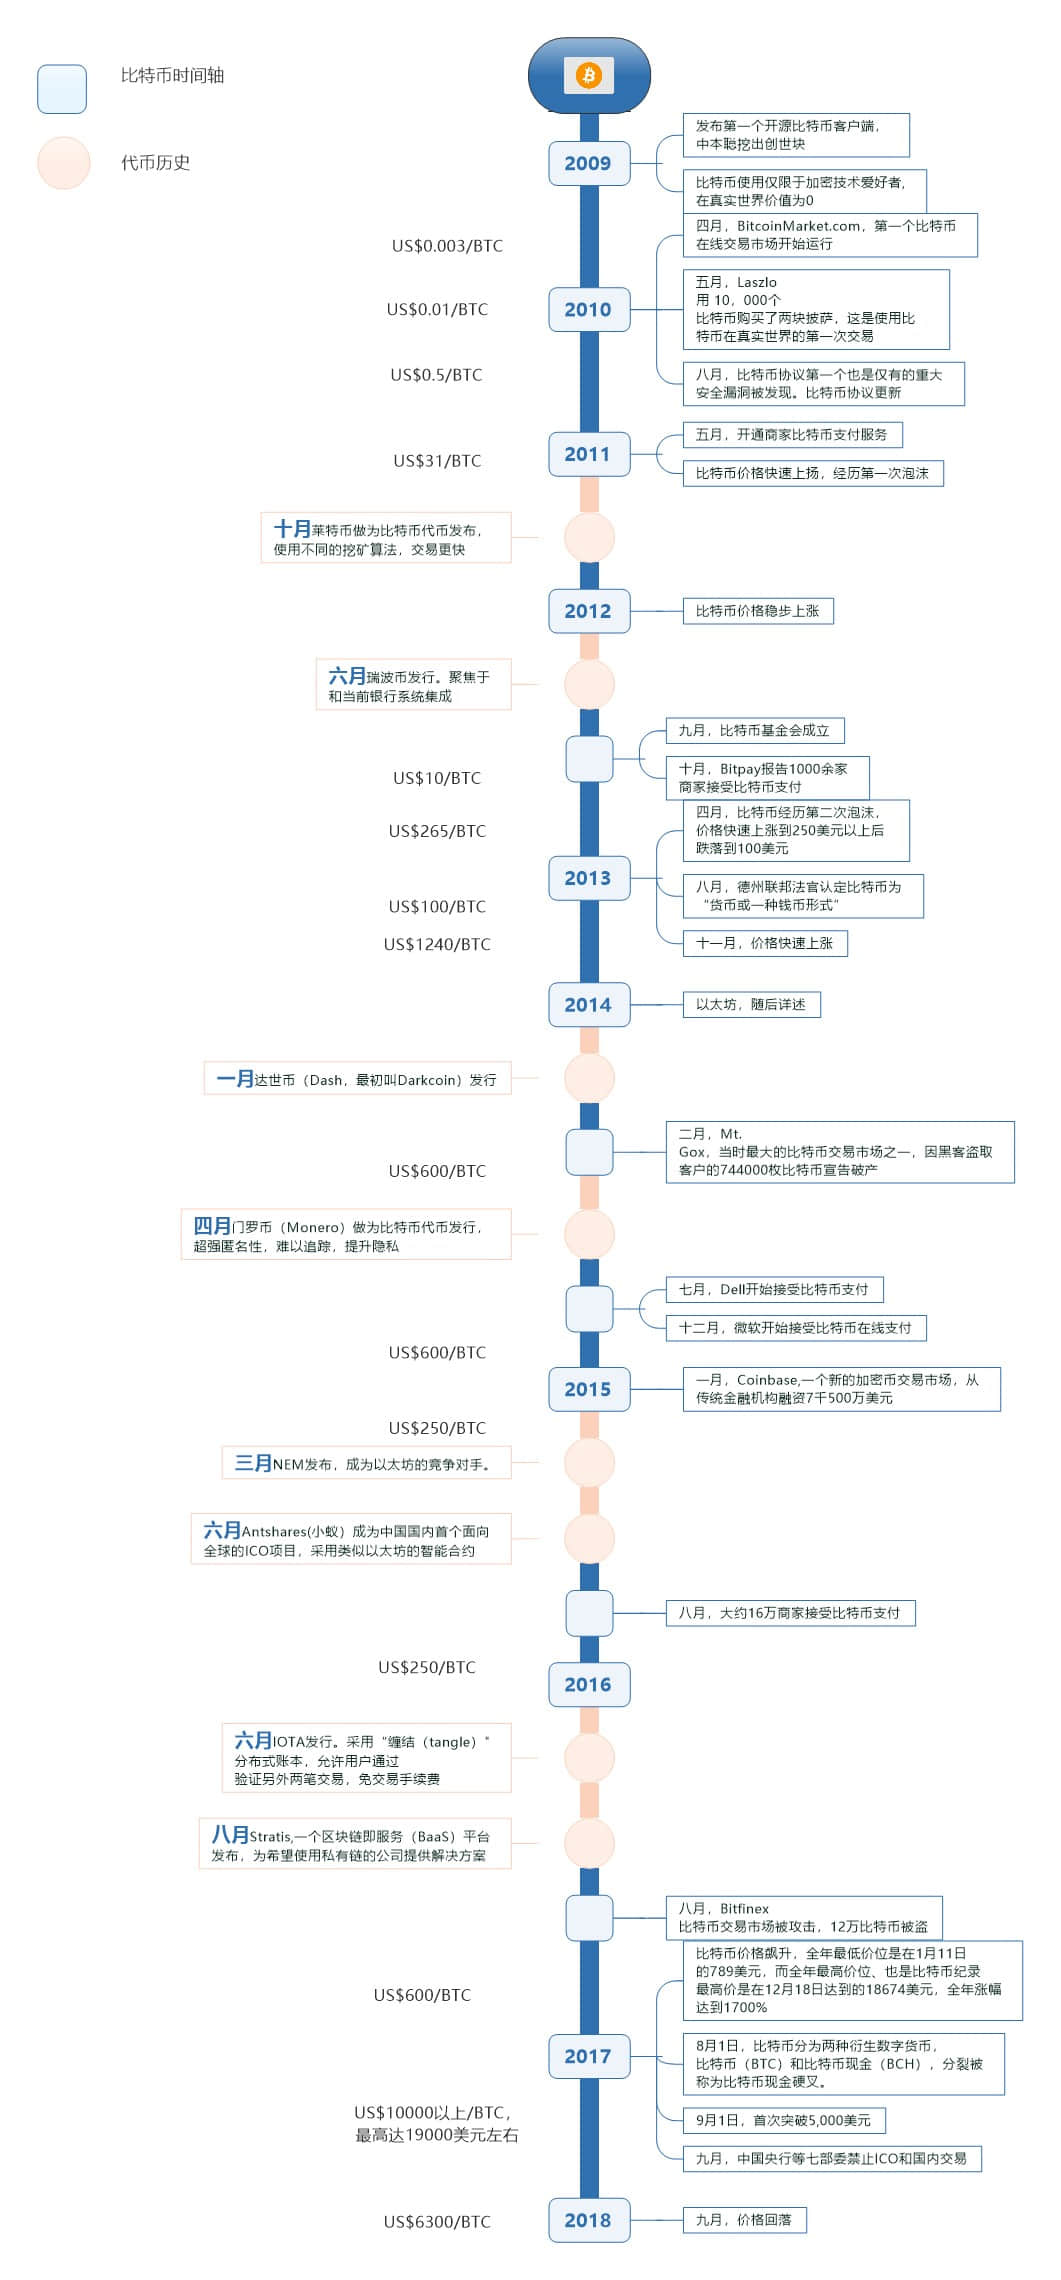 比特币时间轴
代币历史
2009
发布第一个开源比特币客户端，
中本聪挖出创世块
比特币使用仅限于加密技术爱好者，
在真实世界价值为0
US$0.003/BTC
四月，BitcoinMarket.com，第一个比特币
在线交易市场开始运行
US$0.01/BTC
2010
五月，Laszlo
用 10，000个
比特币购买了两块披萨，这是使用比
特币在真实世界的第一次交易
US$0.5/BTC
八月，比特币协议第一个也是仅有的重大
安全漏洞被发现。比特币协议更新
US$31/BTC
2011
五月，开通商家比特币支付服务
比特币价格快速上扬，经历第一次泡沫
十月莱特币做为比特币代币发布，
使用不同的挖矿算法，交易更快
2012
比特币价格稳步上涨
六月瑞波币发行。聚焦于
和当前银行系统集成
九月，比特币基金会成立
US$10/BTC
十月，Bitpay报告1000余家
商家接受比特币支付
US$265/BTC
四月，比特币经历第二次泡沫，
价格快速上涨到250美元以上后
跌落到100美元
2013
八月，德州联邦法官认定比特币为
“货币或一种钱币形式”
US$100/BTC
US$1240/BTC
十一月，价格快速上涨
2014
以太坊，随后详述
一月达世币（Dash，最初叫Darkcoin）发行
US$600/BTC
二月，Mt.
Gox，当时最大的比特币交易市场之一，因黑客盗取
客户的744000枚比特币宣告破产
四月门罗币（Monero）做为比特币代币发行，
超强匿名性，难以追踪，提升隐私
七月，Dell开始接受比特币支付
十二月，微软开始接受比特币在线支付
US$600/BTC
2015
一月，Coinbase,一个新的加密币交易市场，从
传统金融机构融资7千500万美元
US$250/BTC
三月NEM发布，成为以太坊的竞争对手。
六月Antshares(小蚁）成为中国国内首个面向
全球的ICO项目，采用类似以太坊的智能合约
八月，大约16万商家接受比特币支付
US$250/BTC
2016
六月IOTA发行。采用“缠结（tangle）”
分布式账本，允许用户通过
验证另外两笔交易，免交易手续费
八月Stratis,一个区块链即服务（BaaS）平台
发布，为希望使用私有链的公司提供解决方案
八月，Bitfinex
比特币交易市场被攻击，12万比特币被盗
US$600/BTC
比特币价格飙升，全年最低价位是在1月11日
的789美元，而全年最高价位、也是比特币纪录
最高价是在12月18日达到的18674美元，全年涨幅
达到1700%
2017
8月1日，比特币分为两种衍生数字货币，
比特币（BTC）和比特币现金（BCH），分裂被
称为比特币现金硬叉。
US$10000以上/BTC，
最高达19000美元左右
9月1日，首次突破5,000美元
九月，中国央行等七部委禁止ICO和国内交易
US$6300/BTC
2018
九月，价格回落